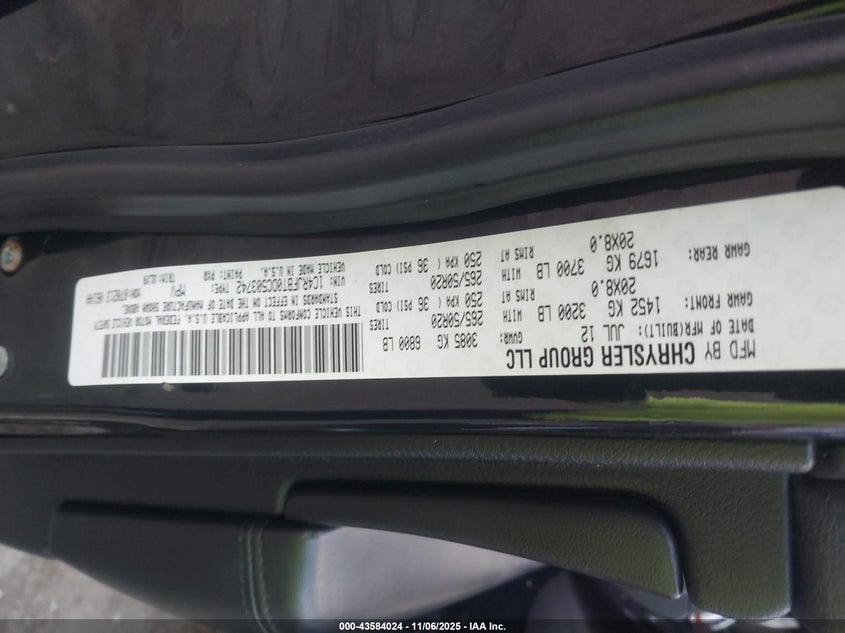 MFD BY CHRYSLER GROUP LLC
DATE OF MFR(BUILT): JUL 12 GVWR: 3085 KG 6800 LB
GAWR FRONT: 1452 KG 3200 LB WITH 265/50R20 TIRES
20X8.0 RIMS AT 250 KPA( 36 PSI) COLD
GAWR REAR: 1679 KG 3700 LB WITH 265/50R20 TIRES
20X8.0 RIMS AT 250 KPA( 36 PSI) COLD
THIS VEHICLE CONFORMS TO ALL APPLICABLE U.S.A. FEDERAL MOTOR VEHICLE SAFETY
STANDARDS IN EFFECT ON THE DATE OF MANUFACTURE SHOWN ABOVE.
VIN: 1C4RJFBT0DC503742 TYPE: MPV
VEHICLE MADE IN U.S.A. PAINT: PXR
000-43584024 - 11/06/2025 - IAA Inc.